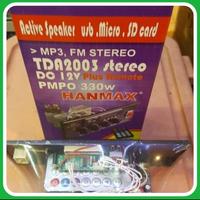 Active Speaker usb .Micro . SD card
> MP3, FM STEREO
TDA2003 stereo
DC 12V Plus Remote
PMPO 330w
HANMAX